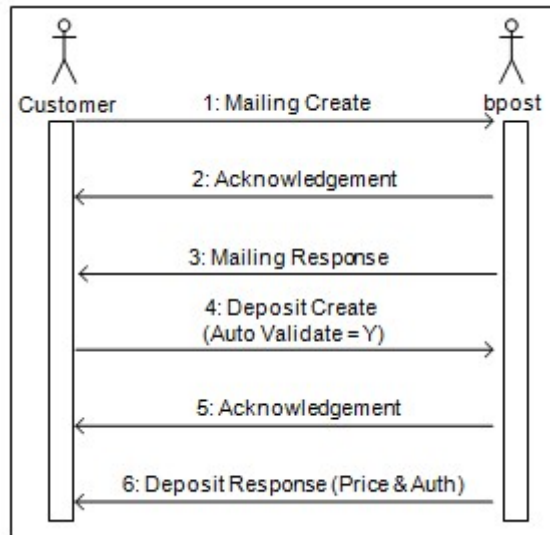 Customer
bpost
1: Mailing Create
2: Acknowledgement
3: Mailing Response
4: Deposit Create
(Auto Validate = Y)
5: Acknowledgement
6: Deposit Response (Price & Auth)